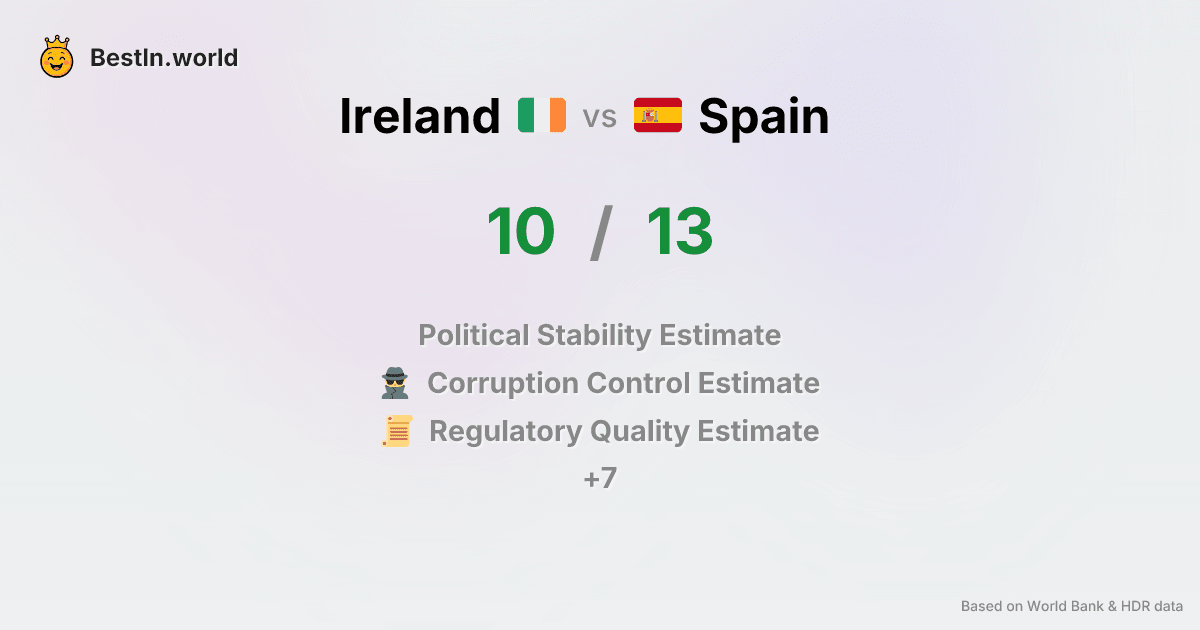 BestIn.world
Ireland vs Spain
10 / 13
Political Stability Estimate
Corruption Control Estimate
Regulatory Quality Estimate
+7
Based on World Bank & HDR data